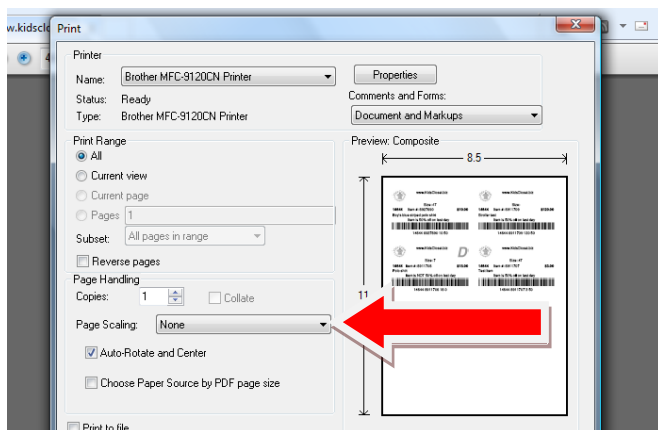 w.kidsclo
Print
4
Printer
Name: Brother MFC-9120CN Printer
Properties
Status: Ready
Comments and Forms:
Type: Brother MFC-9120CN Printer
Document and Markups
Print Range
Preview: Composite
All
8.5
Current view
Current page
Pages 1
Subset: All pages in range
Reverse pages
Page Handling
Copies: 1
Collate
11
Page Scaling: None
Auto-Rotate and Center
Choose Paper Source by PDF page size
Print to file